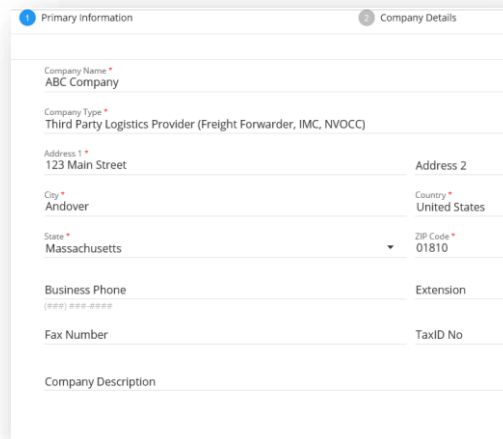 1 Primary Information 2 Company Details
Company Name *
ABC Company
Company Type *
Third Party Logistics Provider (Freight Forwarder, IMC, NVOCC)
Address 1 *
123 Main Street Address 2
City * Country *
Andover United States
State * ZIP Code *
Massachusetts 01810
Business Phone Extension
(###) ###-####
Fax Number TaxID No
Company Description